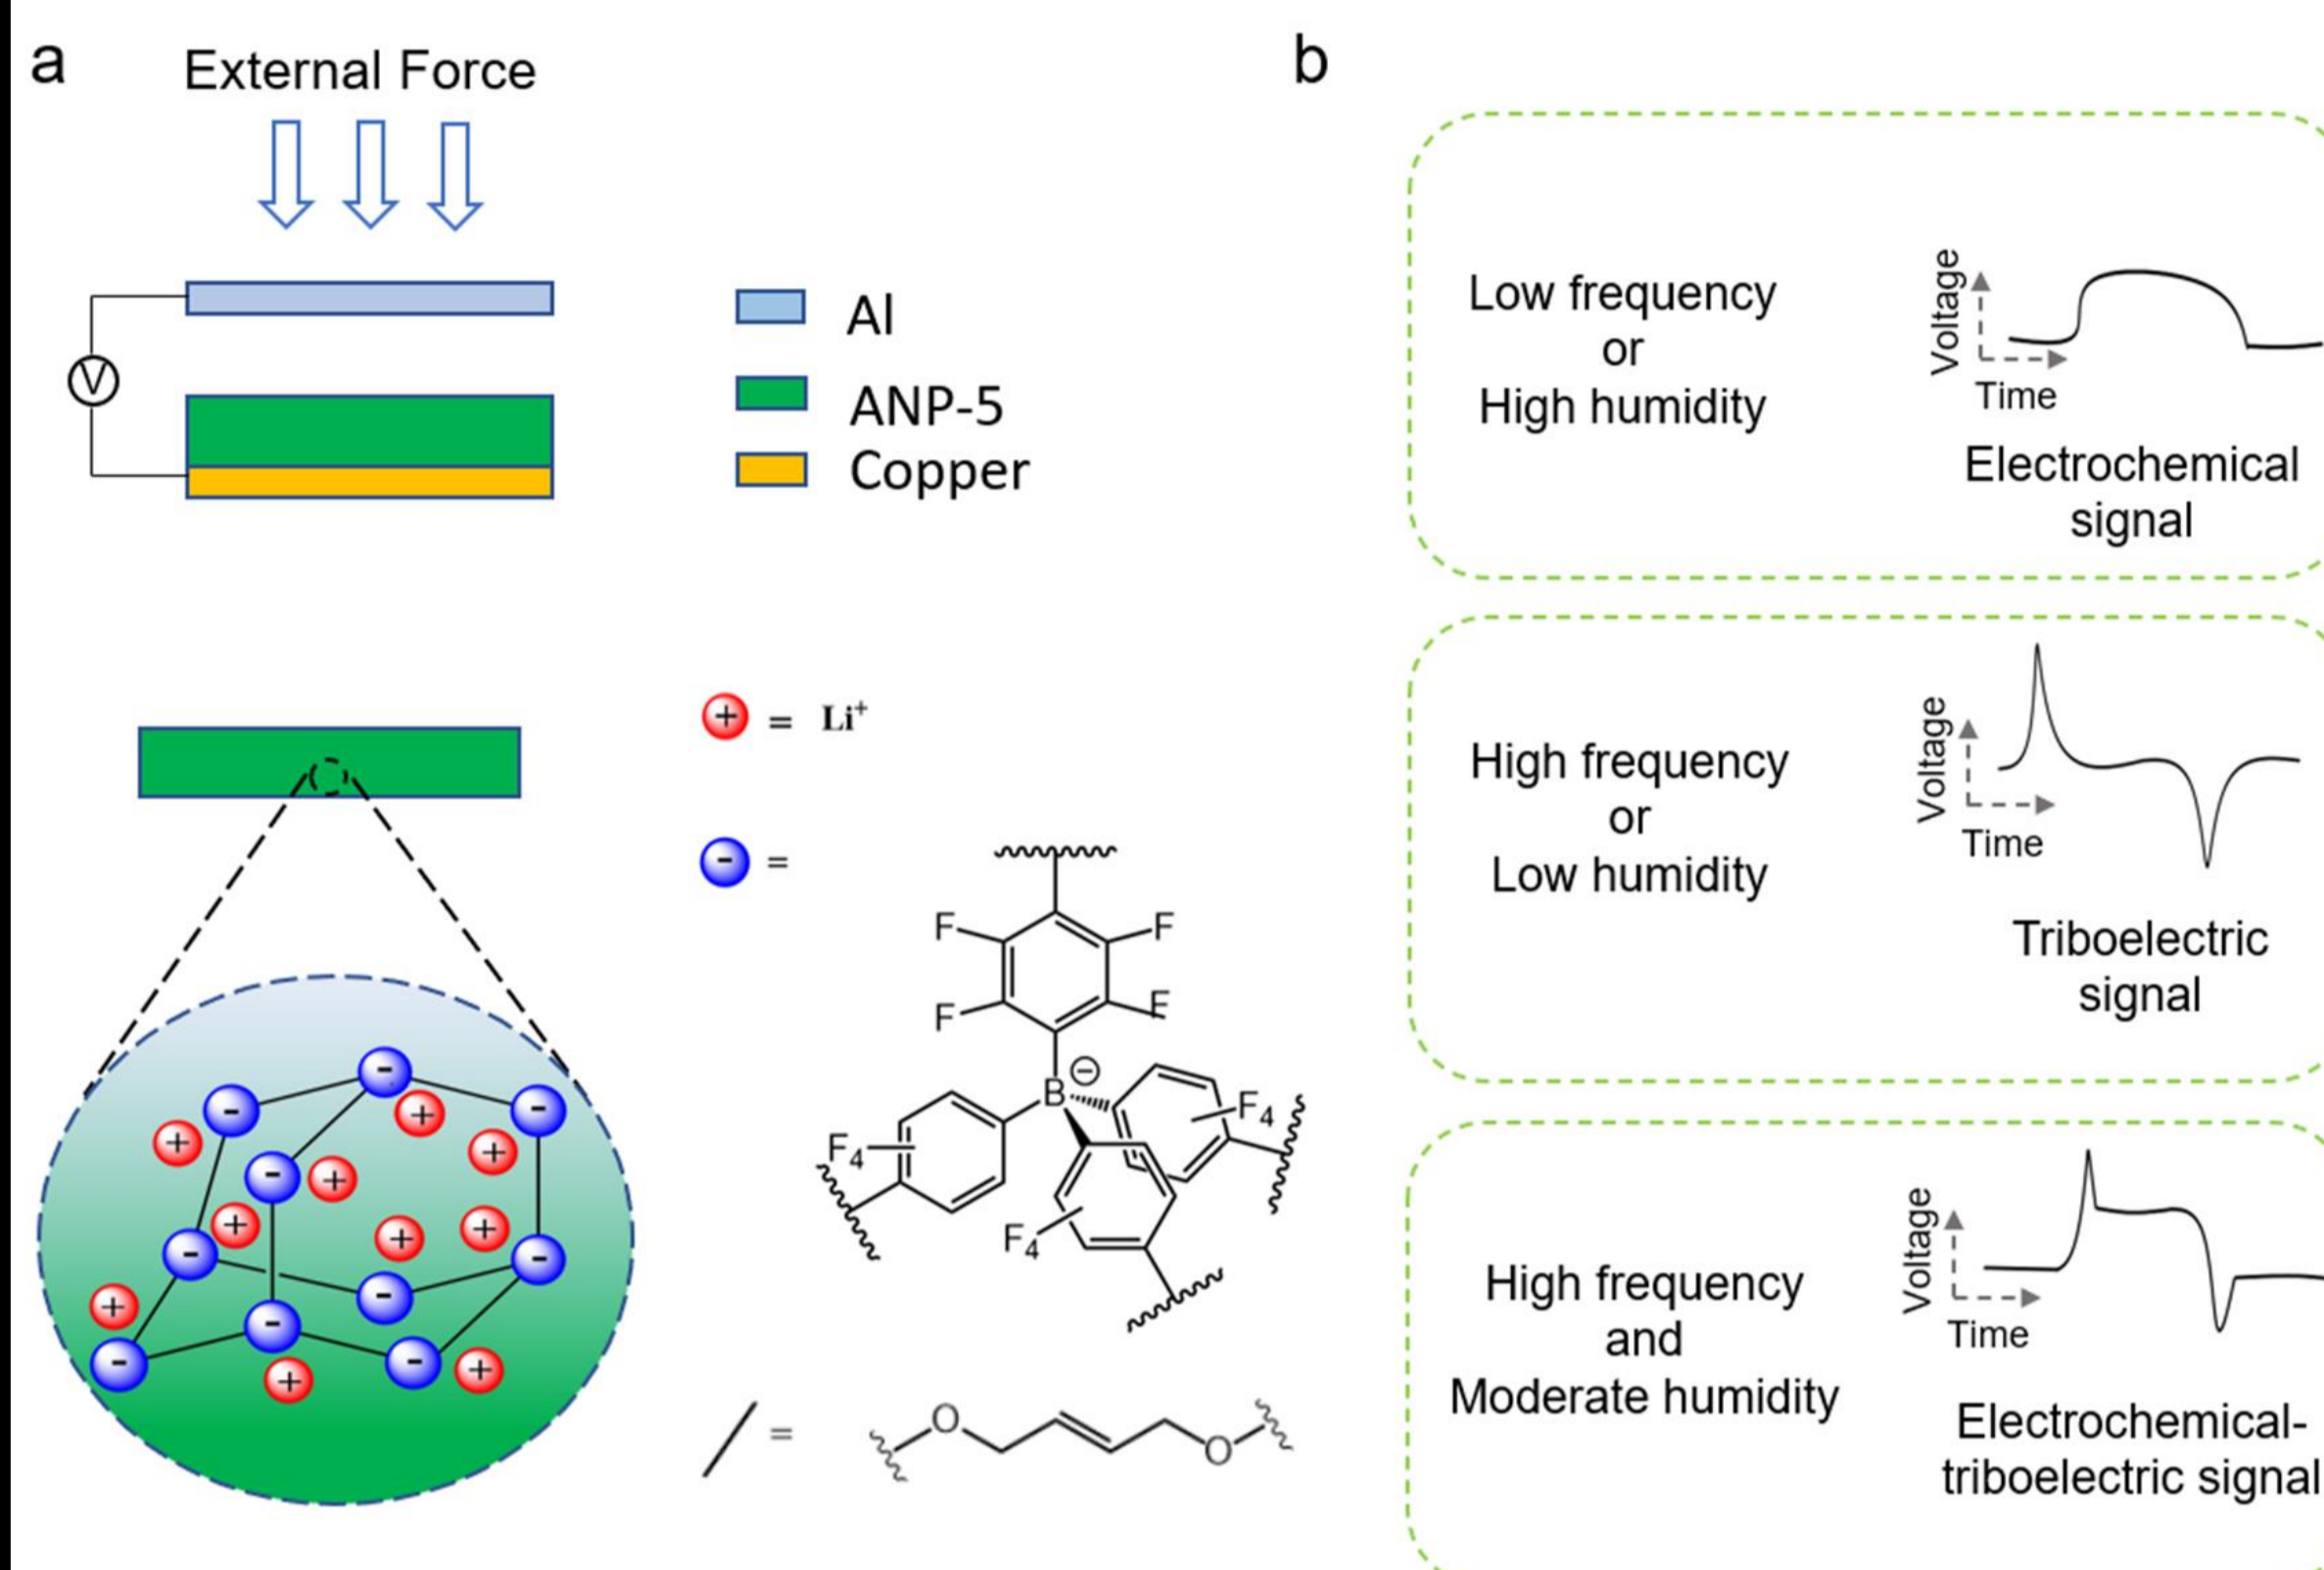 a
External Force
V
Al
ANP-5
Copper
+ = Li⁺
- =
F F
F F
B ⊖
F₄
F₄
F₄
/ =
O
O
b
Low frequency
or
High humidity
Voltage
Time
Electrochemical
signal
High frequency
or
Low humidity
Voltage
Time
Triboelectric
signal
High frequency
and
Moderate humidity
Voltage
Time
Electrochemical-
triboelectric signal